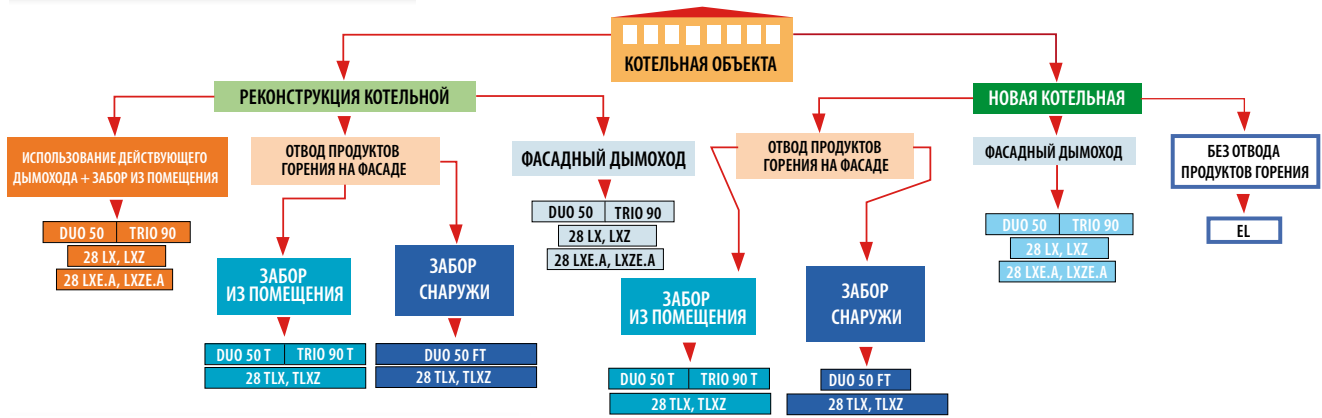 КОТЕЛЬНАЯ ОБЪЕКТА
РЕКОНСТРУКЦИЯ КОТЕЛЬНОЙ
НОВАЯ КОТЕЛЬНАЯ
ИСПОЛЬЗОВАНИЕ ДЕЙСТВУЮЩЕГО
ДЫМОХОДА + ЗАБОР ИЗ ПОМЕЩЕНИЯ
DUO 50 TRIO 90
28 LX, LXZ
28 LXE.A, LXZE.A
ОТВОД ПРОДУКТОВ
ГОРЕНИЯ НА ФАСАДЕ
ЗАБОР
ИЗ ПОМЕЩЕНИЯ
DUO 50 T TRIO 90 T
28 TLX, TLXZ
ЗАБОР
СНАРУЖИ
DUO 50 FT
28 TLX, TLXZ
ФАСАДНЫЙ ДЫМОХОД
DUO 50 TRIO 90
28 LX, LXZ
28 LXE.A, LXZE.A
ОТВОД ПРОДУКТОВ
ГОРЕНИЯ НА ФАСАДЕ
ЗАБОР
ИЗ ПОМЕЩЕНИЯ
DUO 50 T TRIO 90 T
28 TLX, TLXZ
ЗАБОР
СНАРУЖИ
DUO 50 FT
28 TLX, TLXZ
ФАСАДНЫЙ ДЫМОХОД
DUO 50 TRIO 90
28 LX, LXZ
28 LXE.A, LXZE.A
БЕЗ ОТВОДА
ПРОДУКТОВ ГОРЕНИЯ
EL